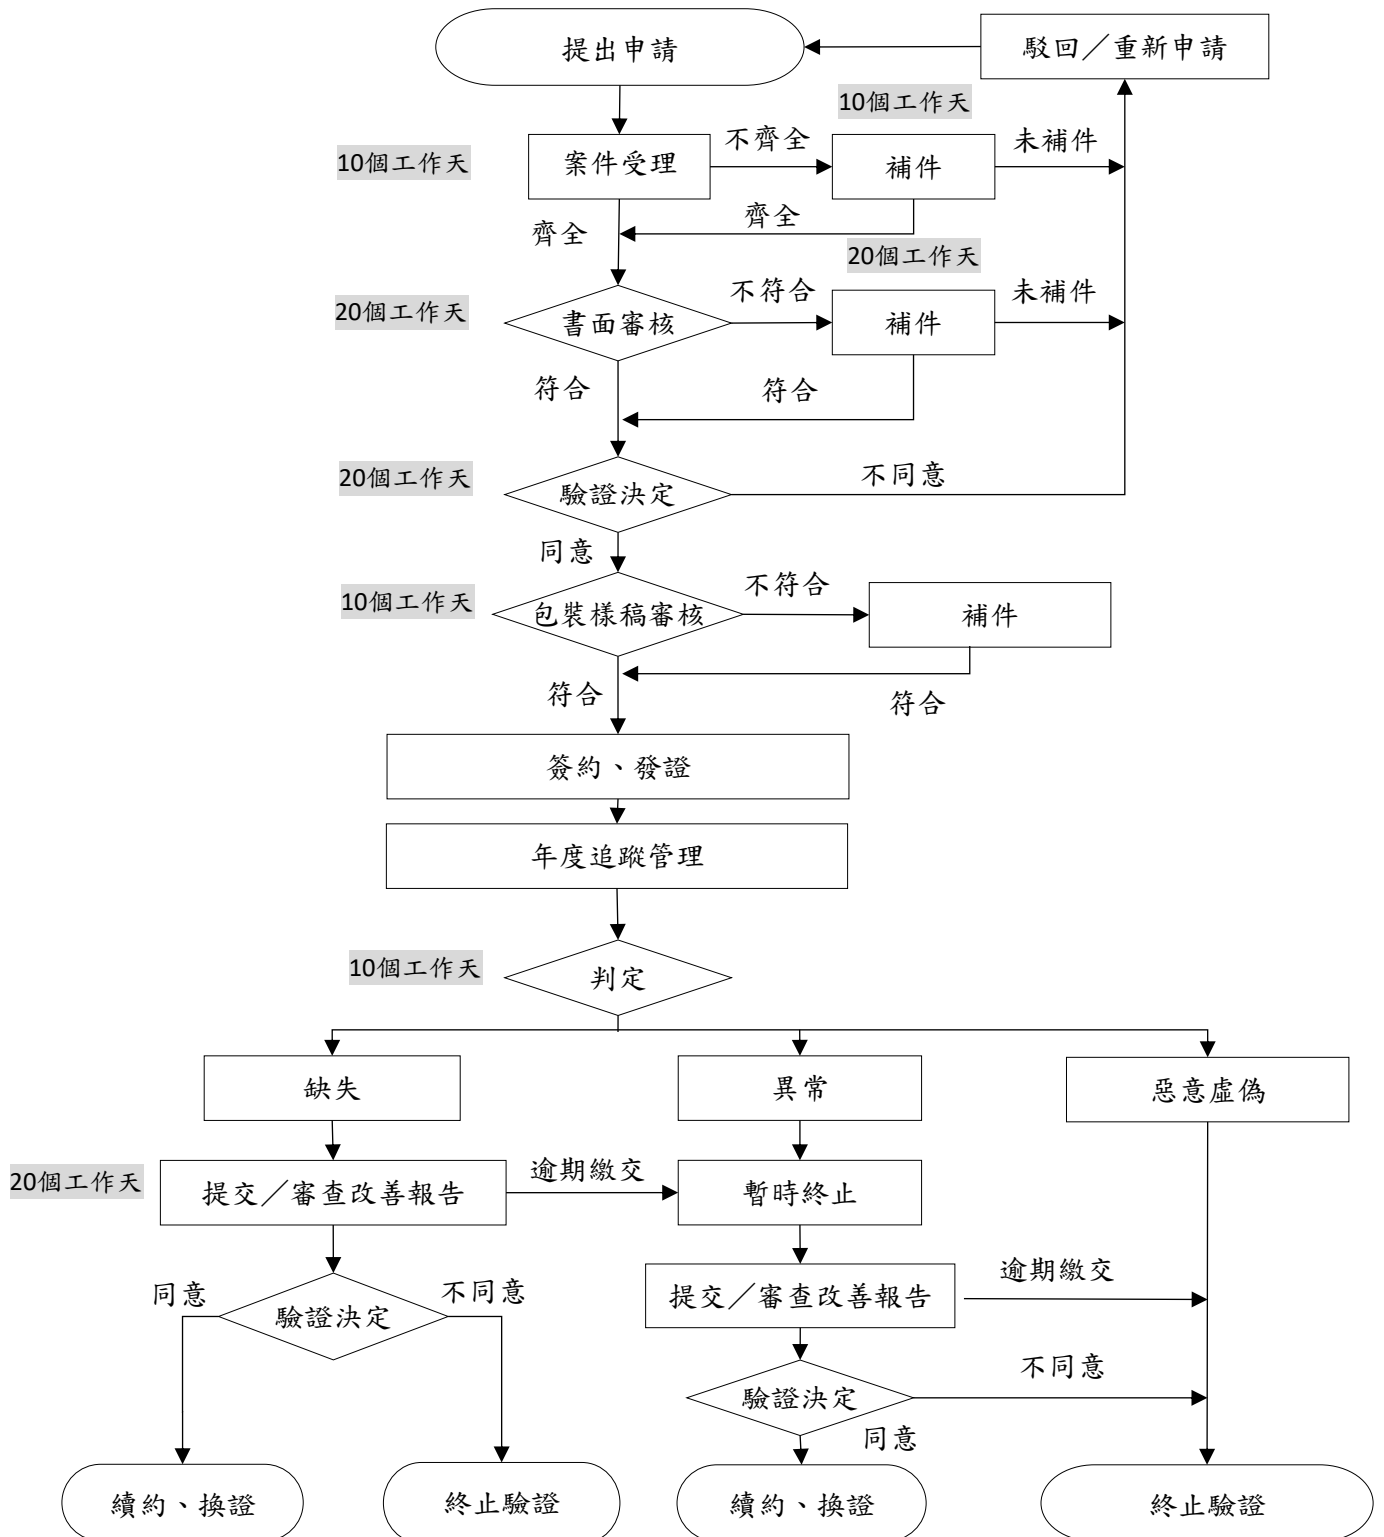 提出申請
駁回／重新申請
10個工作天
10個工作天
案件受理
不齊全
補件
未補件
齊全
齊全
20個工作天
20個工作天
書面審核
不符合
補件
未補件
符合
符合
20個工作天
驗證決定
不同意
同意
10個工作天
包裝樣稿審核
不符合
補件
符合
符合
簽約、發證
年度追蹤管理
10個工作天
判定
缺失
異常
惡意虛偽
20個工作天
提交／審查改善報告
逾期繳交
暫時終止
提交／審查改善報告
逾期繳交
同意
驗證決定
不同意
驗證決定
不同意
同意
續約、換證
終止驗證
續約、換證
終止驗證